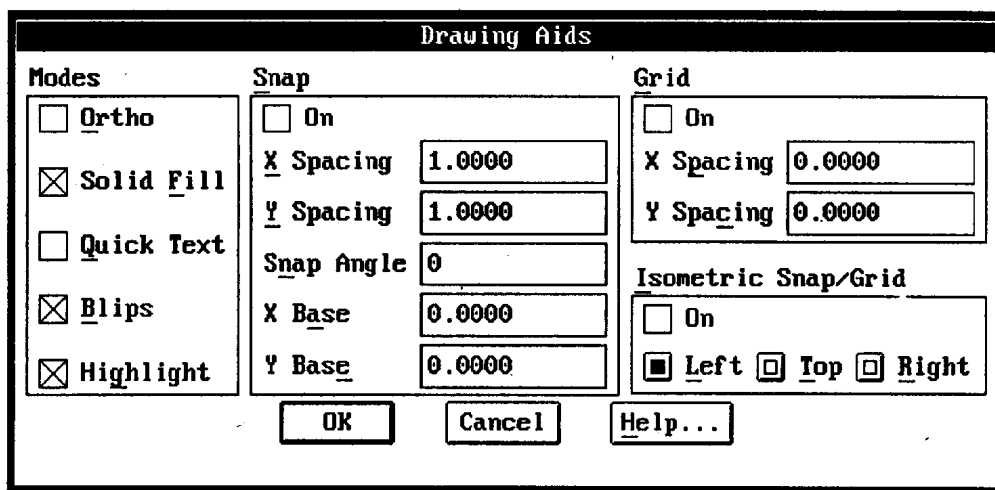 Drawing Aids
Modes
Ortho
Solid Fill
Quick Text
Blips
Highlight
Snap
On
X Spacing 1.0000
Y Spacing 1.0000
Snap Angle 0
X Base 0.0000
Y Base 0.0000
Grid
On
X Spacing 0.0000
Y Spacing 0.0000
Isometric Snap/Grid
On
Left Top Right
OK Cancel Help...